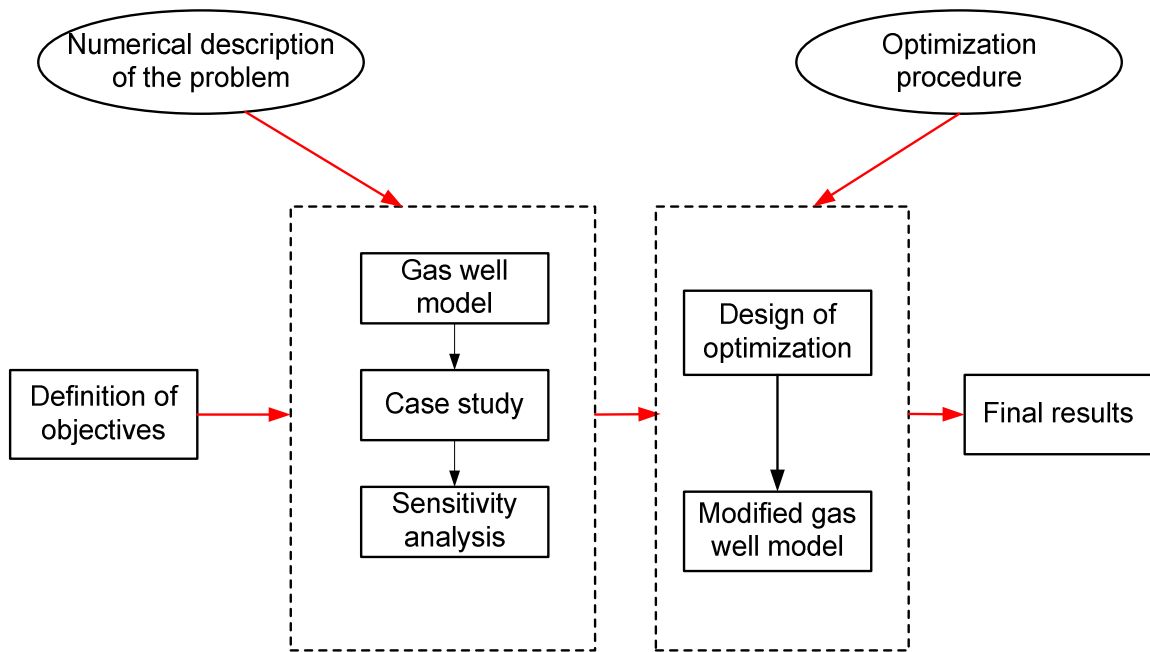 Numerical description
of the problem
Optimization
procedure
Gas well
model
Design of
optimization
Definition of
objectives
Case study
Final results
Sensitivity
analysis
Modified gas
well model